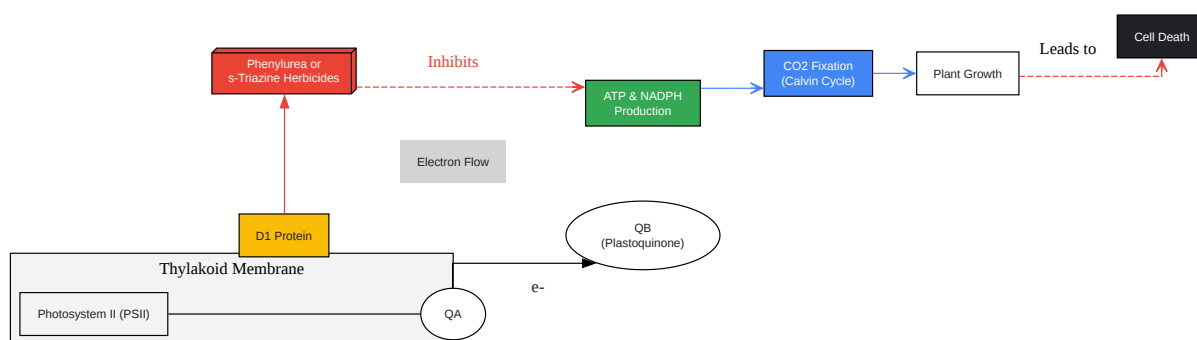 Phenylurea or
s-Triazine Herbicides
Inhibits
ATP & NADPH
Production
CO2 Fixation
(Calvin Cycle)
Plant Growth
Leads to
Cell Death
Electron Flow
D1 Protein
QB
(Plastoquinone)
Thylakoid Membrane
e-
Photosystem II (PSII)
QA